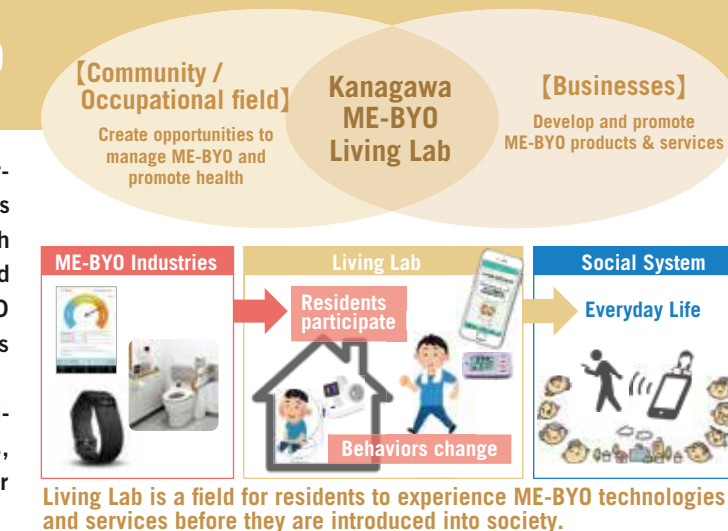 【Community /
Occupational field】
Create opportunities to
manage ME-BYO and
promote health
Kanagawa
ME-BYO
Living Lab
【Businesses】
Develop and promote
ME-BYO products & services
ME-BYO Industries
Living Lab
Residents
participate
Behaviors change
Social System
Everyday Life
Living Lab is a field for residents to experience ME-BYO technologies
and services before they are introduced into society.